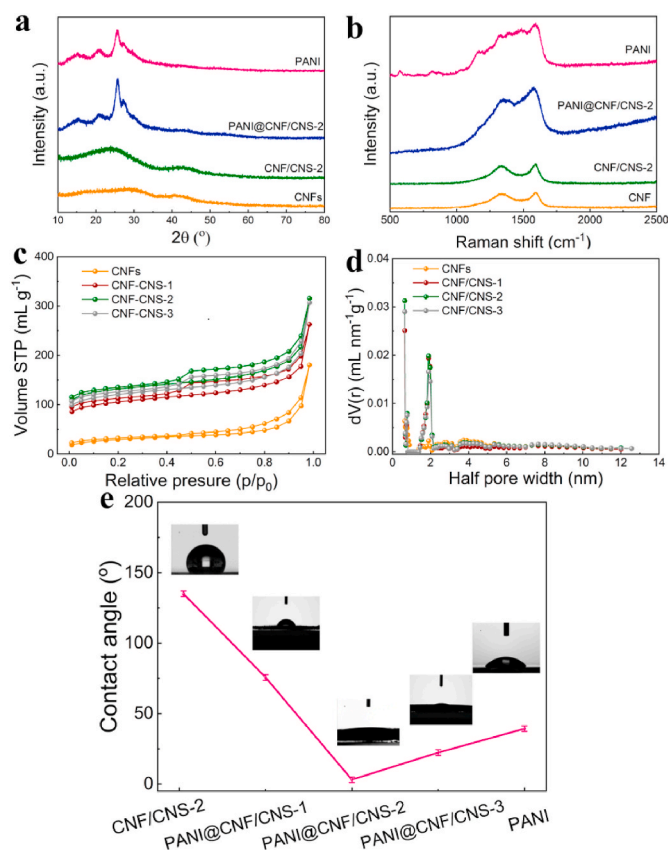 a
Intensity (a.u.)
PANI
PANI@CNF/CNS-2
CNF/CNS-2
CNFs
10 20 30 40 50 60 70 80
2θ (°)
b
Intensity (a.u.)
PANI
PANI@CNF/CNS-2
CNF/CNS-2
CNF
500 1000 1500 2000 2500
Raman shift (cm-1)
c
Volume STP (mL g-1)
400
300
200
100
0
CNFs
CNF-CNS-1
CNF-CNS-2
CNF-CNS-3
0.0 0.2 0.4 0.6 0.8 1.0
Relative presure (p/p0)
d
dV(r) (mL nm-1g-1)
0.04
0.03
0.02
0.01
0.00
CNFs
CNF/CNS-1
CNF/CNS-2
CNF/CNS-3
0 2 4 6 8 10 12 14
Half pore width (nm)
e
Contact angle (°)
200
150
100
50
0
CNF/CNS-2
PANI@CNF/CNS-1
PANI@CNF/CNS-2
PANI@CNF/CNS-3
PANI